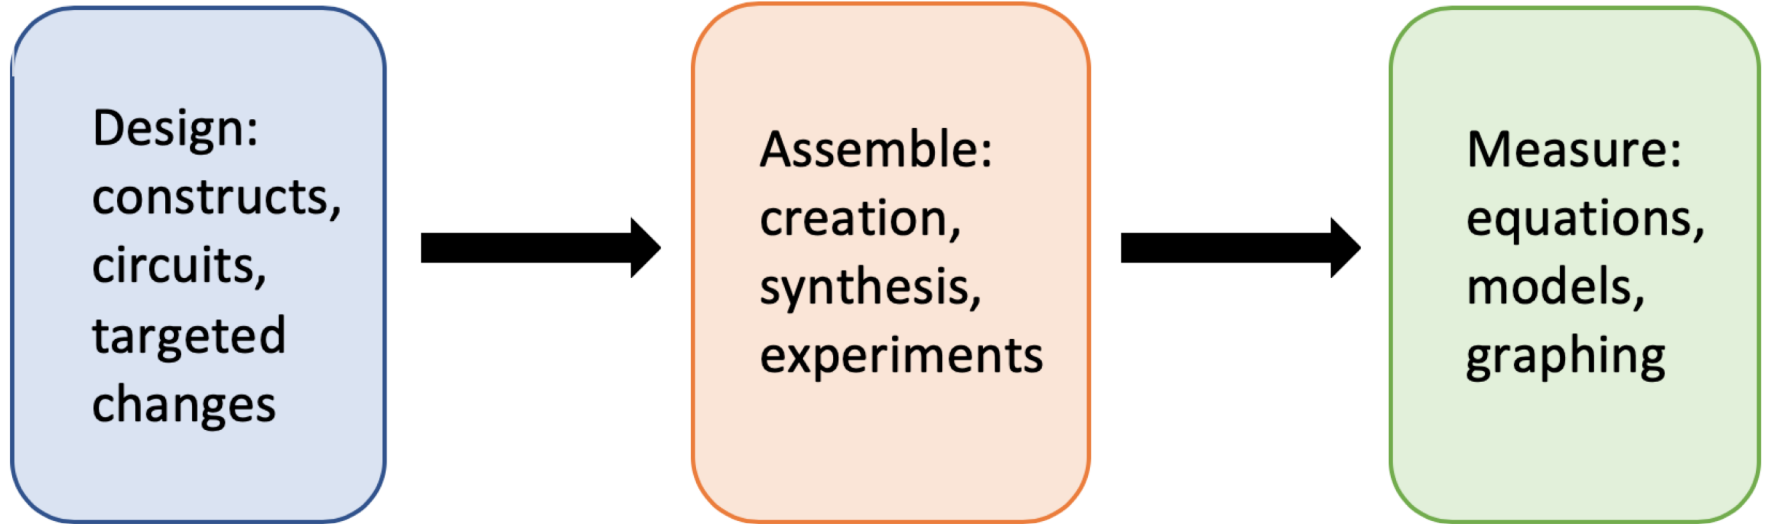 Design:
constructs,
circuits,
targeted
changes
Assemble:
creation,
synthesis,
experiments
Measure:
equations,
models,
graphing